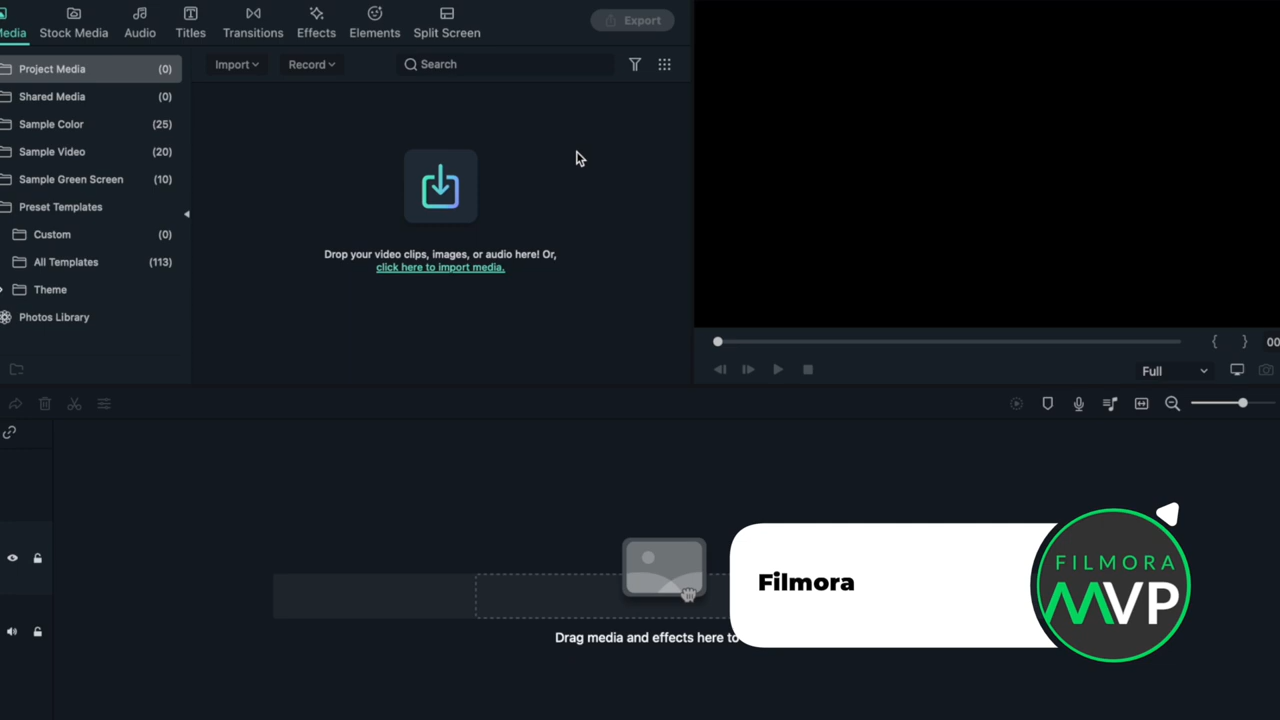 Media
Stock Media
Audio
Titles
Transitions
Effects
Elements
Split Screen
Export
Project Media (0)
Shared Media (0)
Sample Color (25)
Sample Video (20)
Sample Green Screen (10)
Preset Templates
Custom (0)
All Templates (113)
Theme
Photos Library
Import
Record
Search
Drop your video clips, images, or audio here! Or,
click here to import media.
{ } 00
Full
Drag media and effects here to
Filmora
FILMORA
MVP